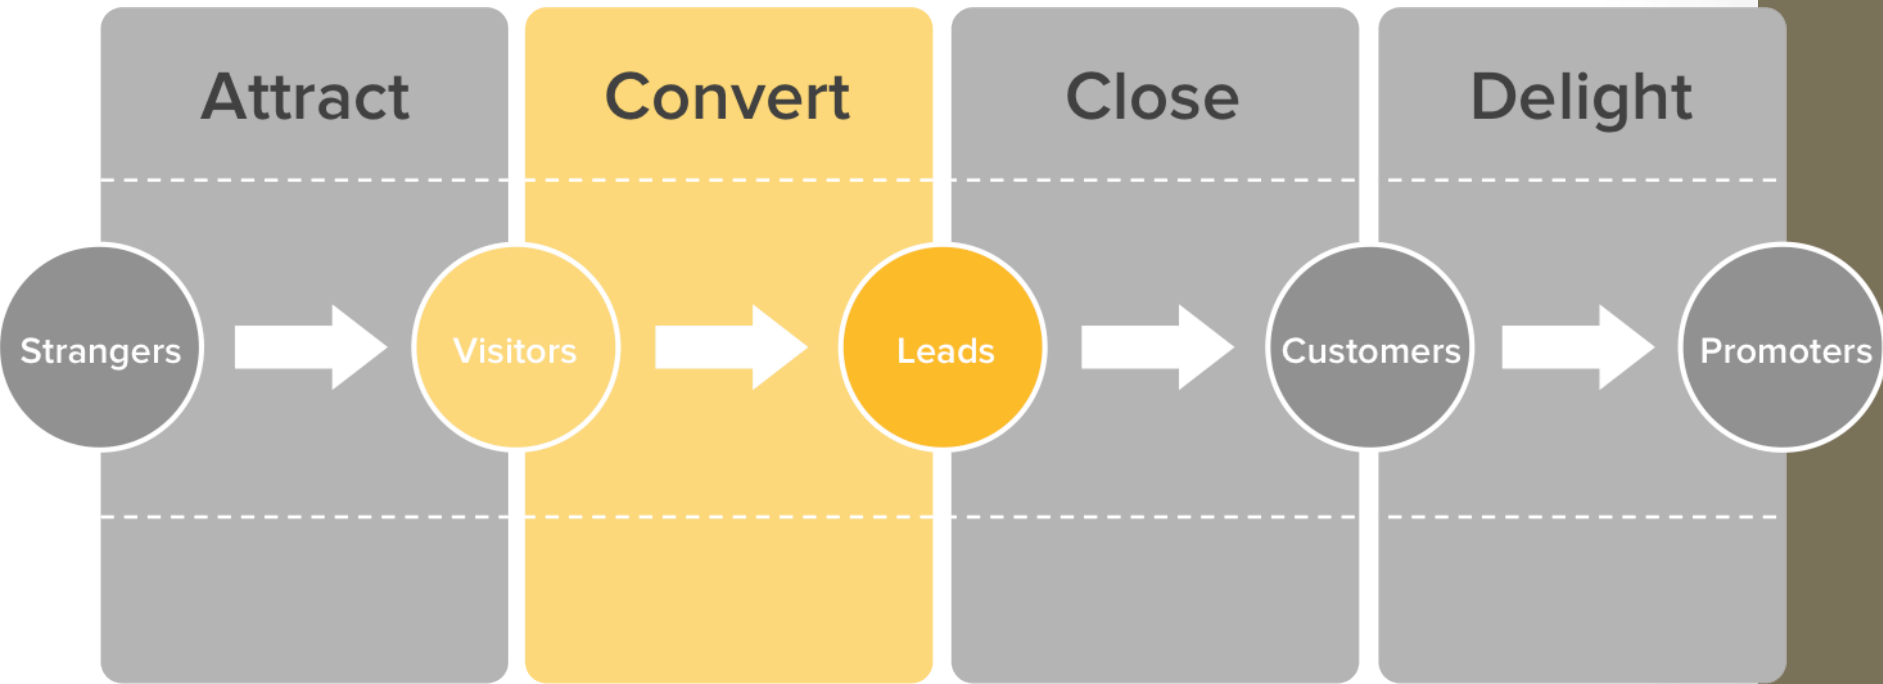 Attract
Convert
Close
Delight
Strangers
Visitors
Leads
Customers
Promoters